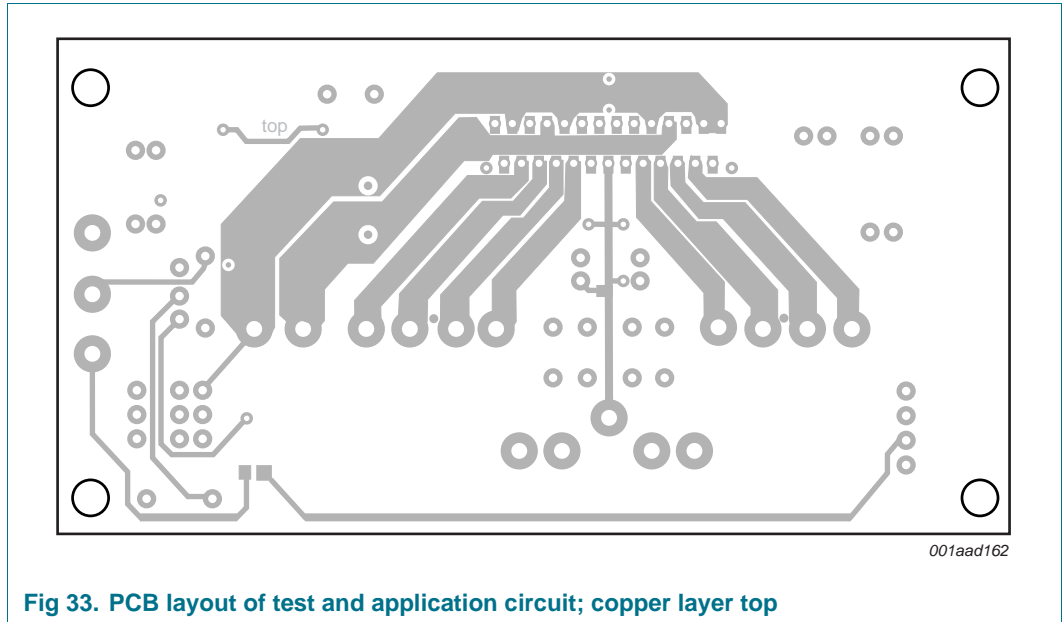 top
001aad162
Fig 33. PCB layout of test and application circuit; copper layer top